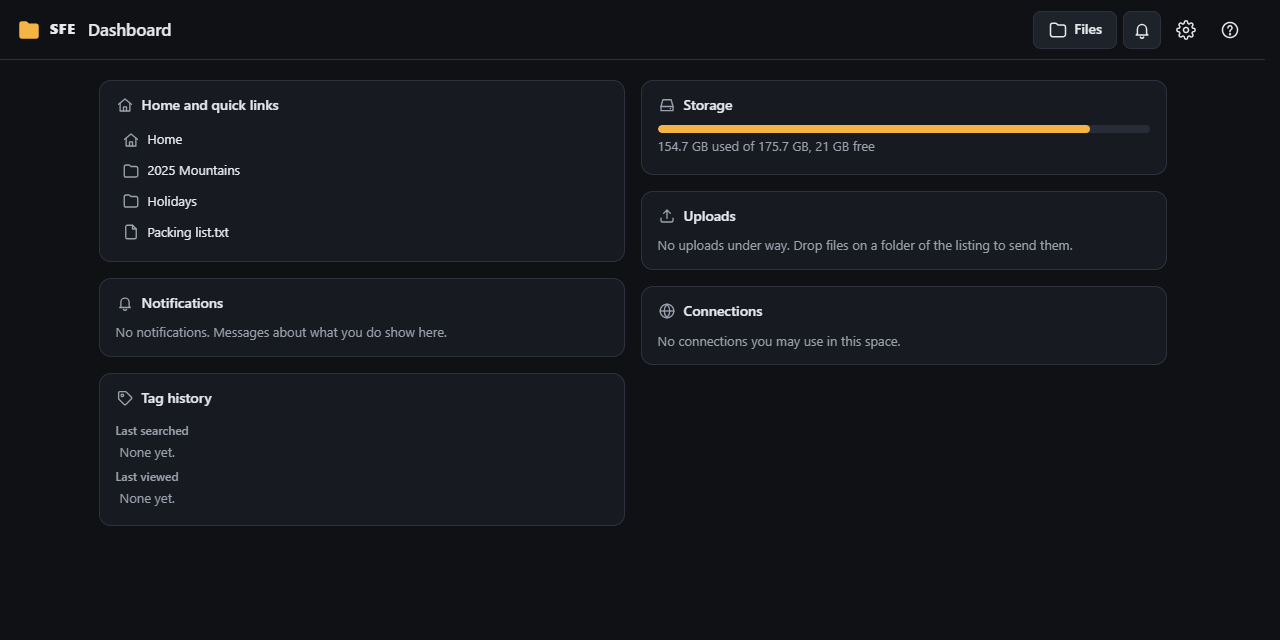 SFE Dashboard
Files
Home and quick links
Home
2025 Mountains
Holidays
Packing list.txt
Notifications
No notifications. Messages about what you do show here.
Tag history
Last searched
None yet.
Last viewed
None yet.
Storage
154.7 GB used of 175.7 GB, 21 GB free
Uploads
No uploads under way. Drop files on a folder of the listing to send them.
Connections
No connections you may use in this space.